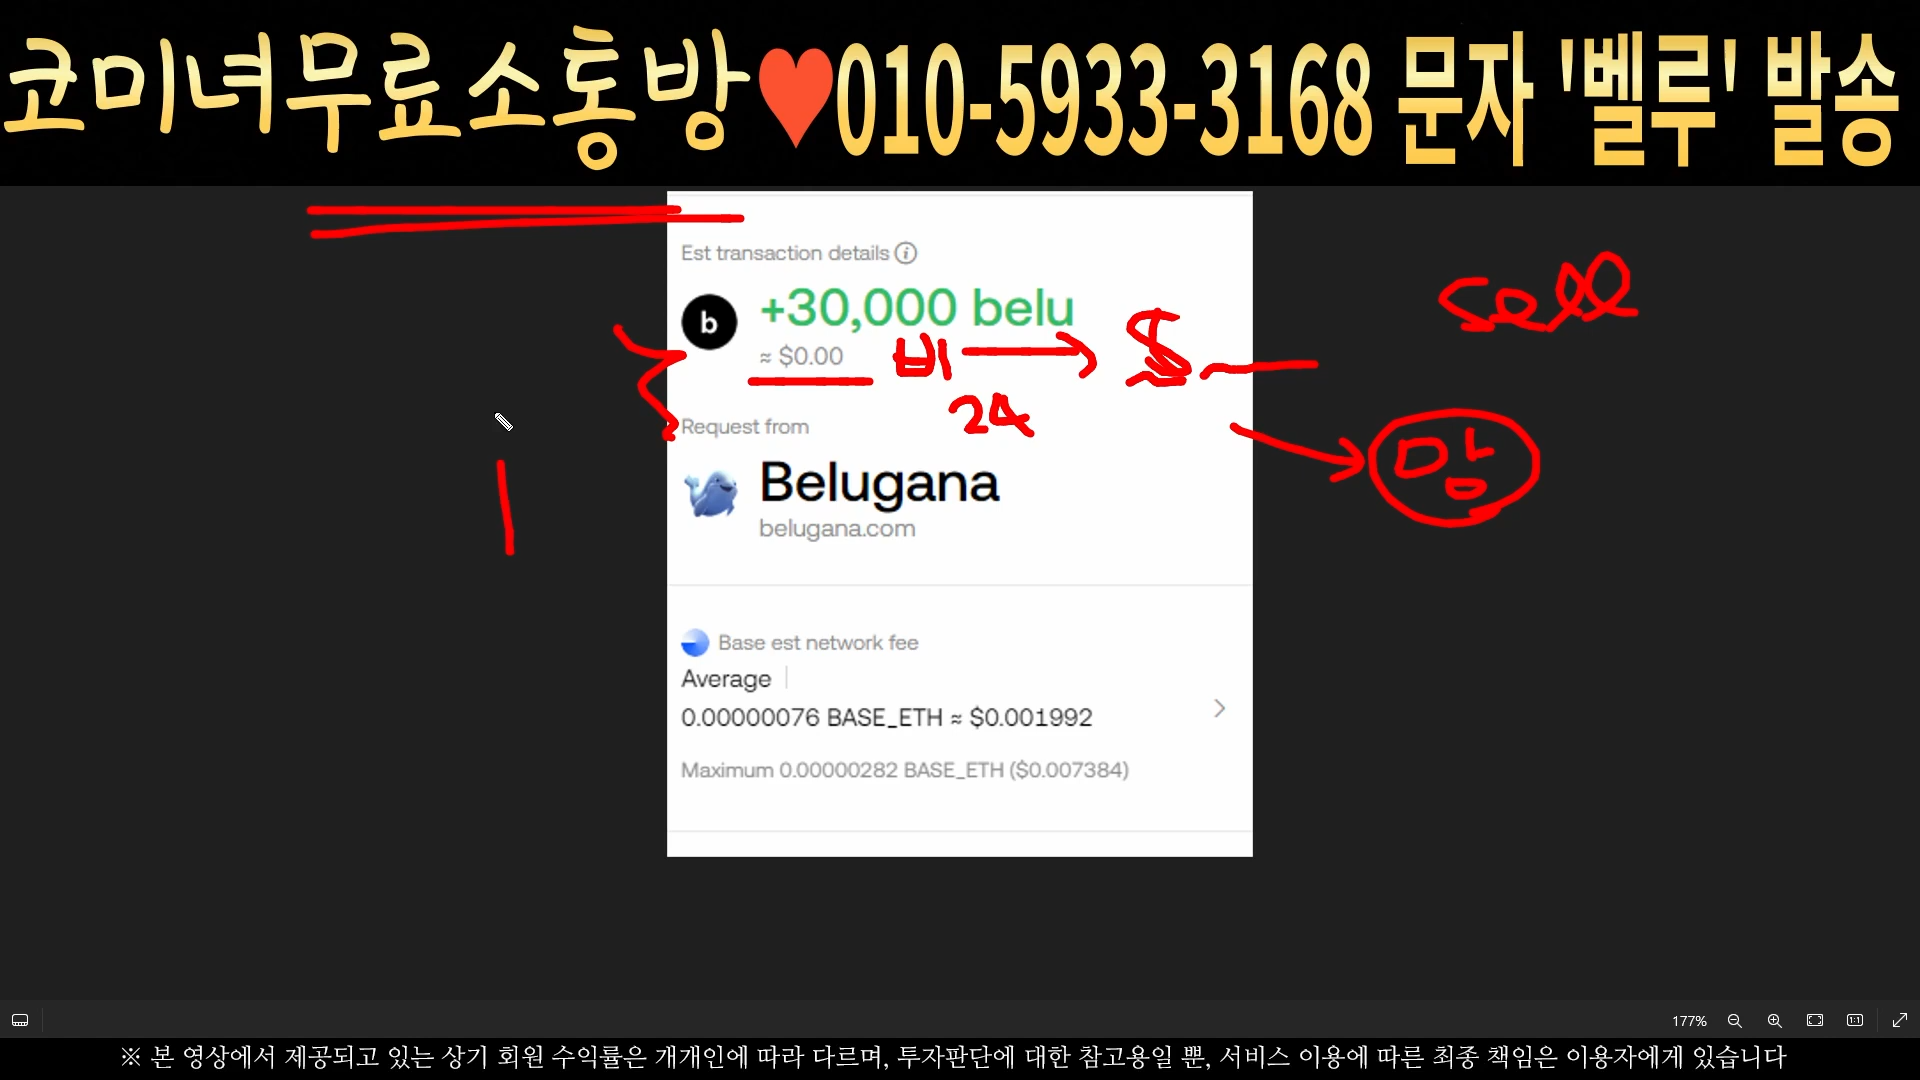 코미녀무료소통방♥010-5933-3168 문자 '벨루' 발송
Est transaction details
b
+30,000 belu
≈ $0.00
비
$
sell
24
Request from
맘
Belugana
belugana.com
Base est network fee
Average
0.00000076 BASE_ETH ≈ $0.001992
Maximum 0.00000282 BASE_ETH ($0.007384)
177%
1:1
※ 본 영상에서 제공되고 있는 상기 회원 수익률은 개개인에 따라 다르며, 투자판단에 대한 참고용일 뿐, 서비스 이용에 따른 최종 책임은 이용자에게 있습니다